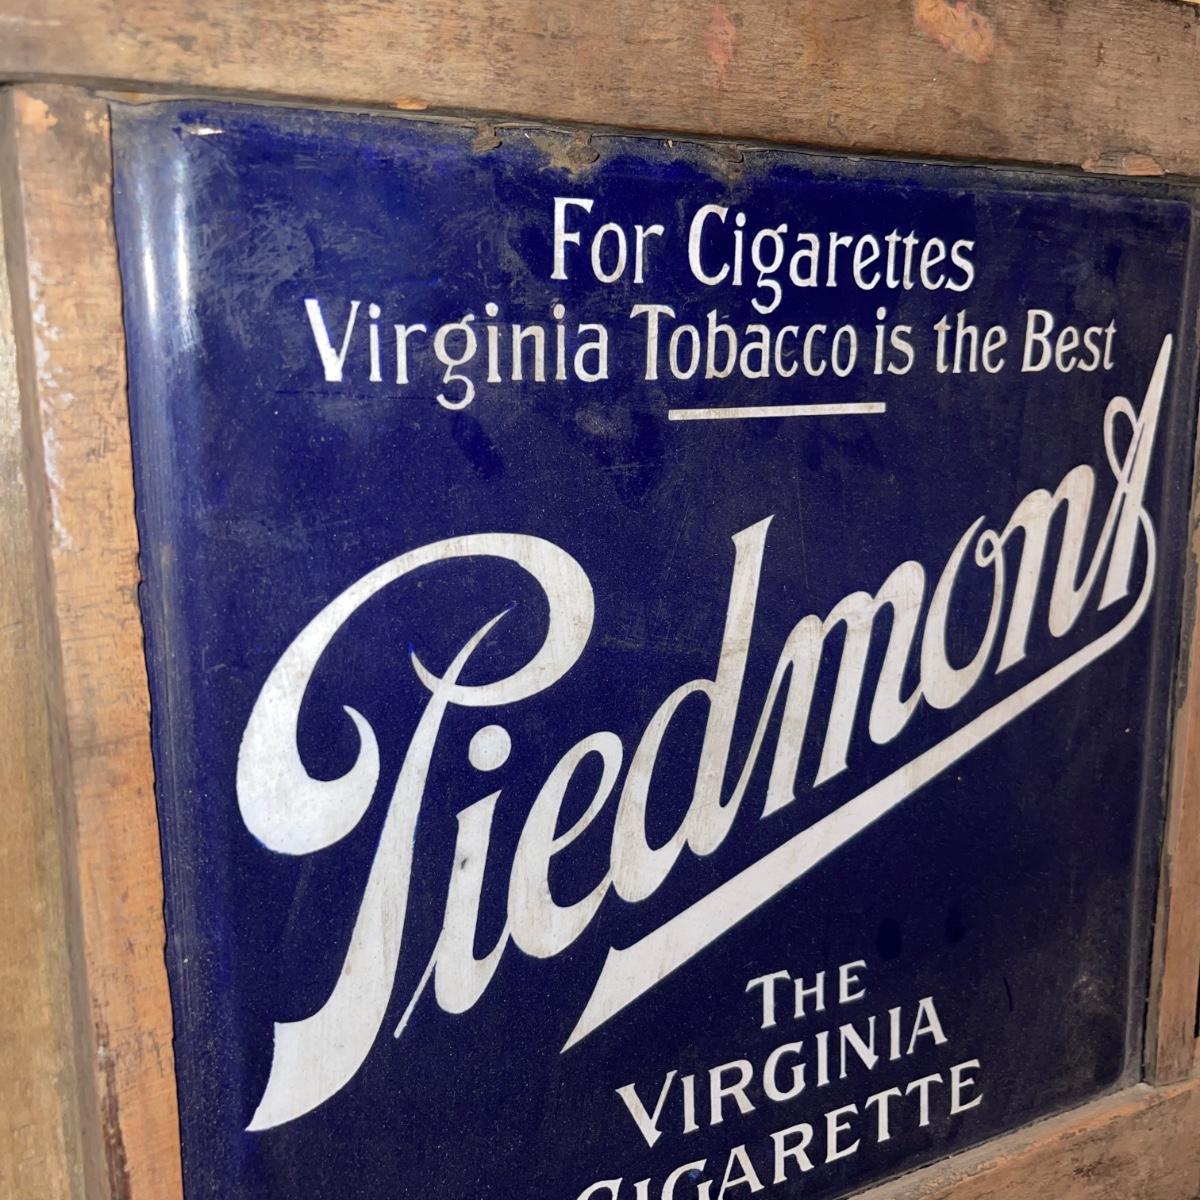 For Cigarettes
Virginia Tobacco is the Best
Piedmont
THE
VIRGINIA
CIGARETTE